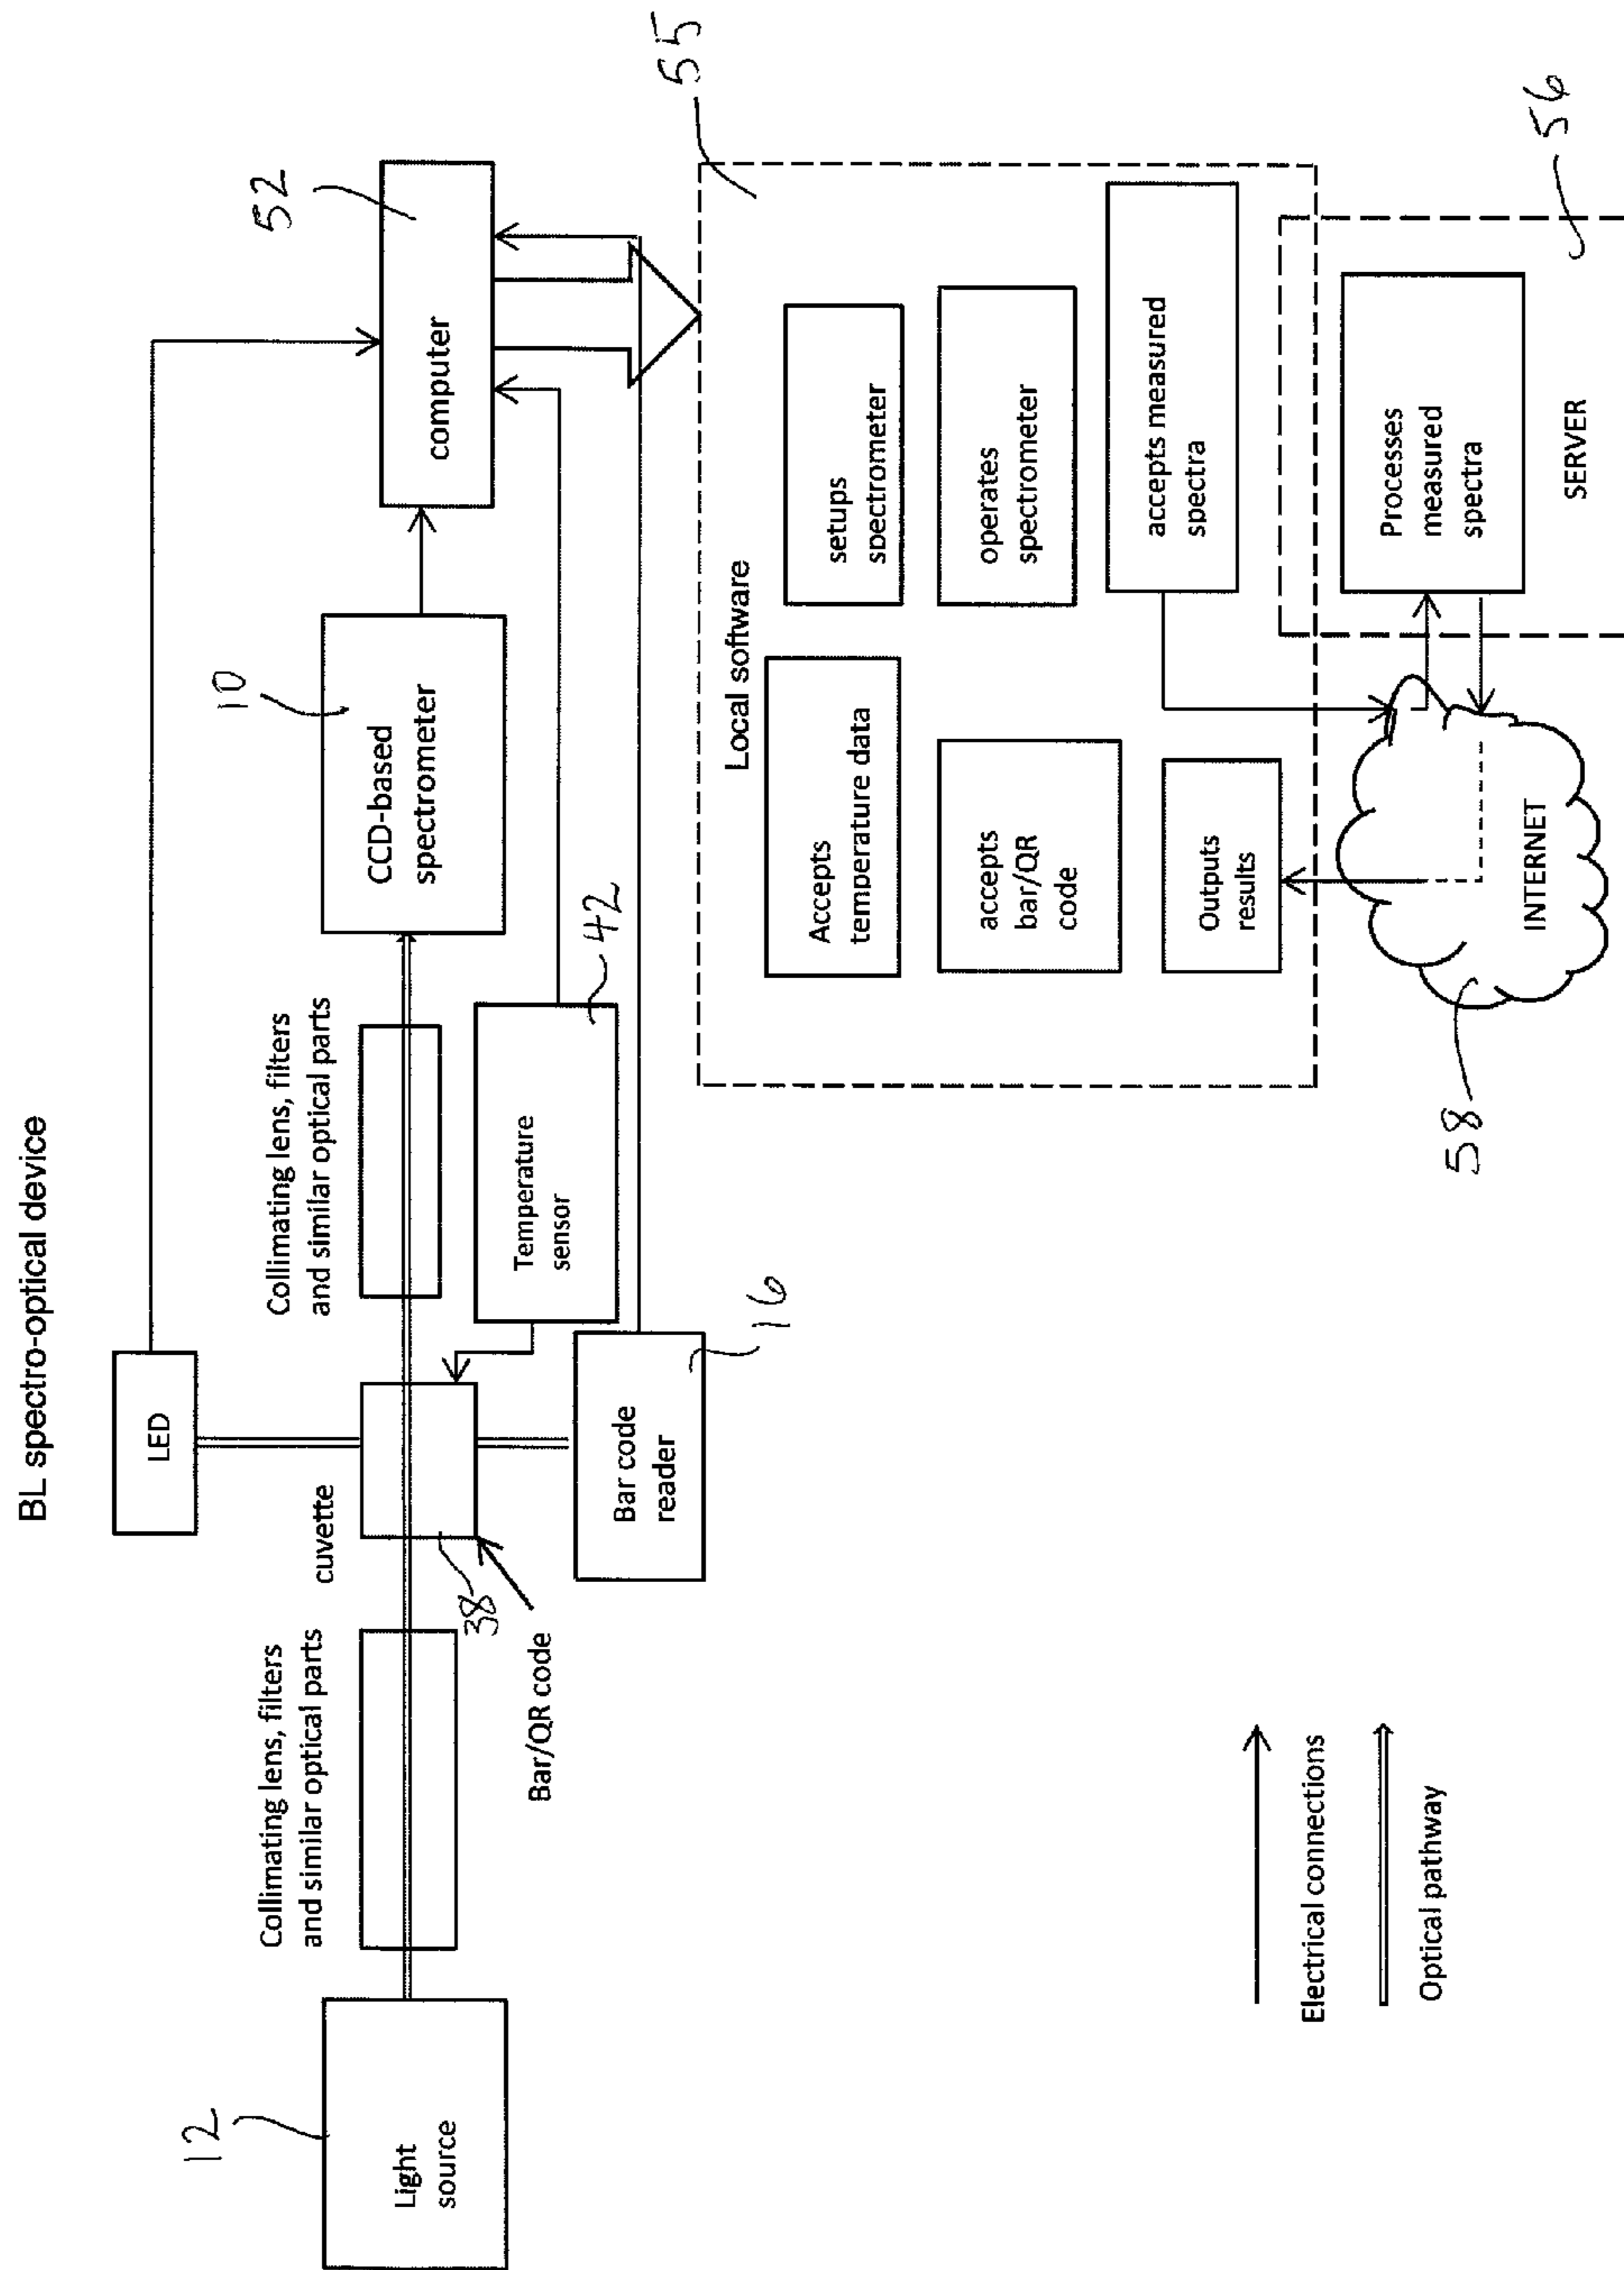 BL spectro-optical device
12
Light
source
Collimating lens, filters
and similar optical parts
cuvette
38
Bar/QR code
LED
Bar code
reader
16
Collimating lens, filters
and similar optical parts
Temperature
sensor
42
10
CCD-based
spectrometer
52
computer
55
Local software
Accepts
temperature data
setups
spectrometer
accepts
bar/QR
code
operates
spectrometer
Outputs
results
accepts measured
spectra
58
INTERNET
Processes
measured
spectra
SERVER
56
Electrical connections
Optical pathway